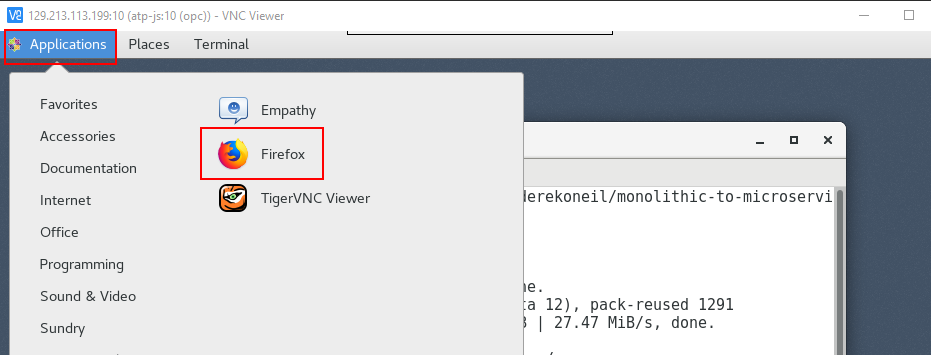 129.213.113.199:10 (atp-js:10 (opc)) - VNC Viewer
Applications Places Terminal
Favorites
Accessories
Documentation
Internet
Office
Programming
Sound & Video
Sundry
Empathy
Firefox
TigerVNC Viewer
derekoneil/monolithic-to-microservi
ne.
ta 12), pack-reused 1291
B | 27.47 MiB/s, done.